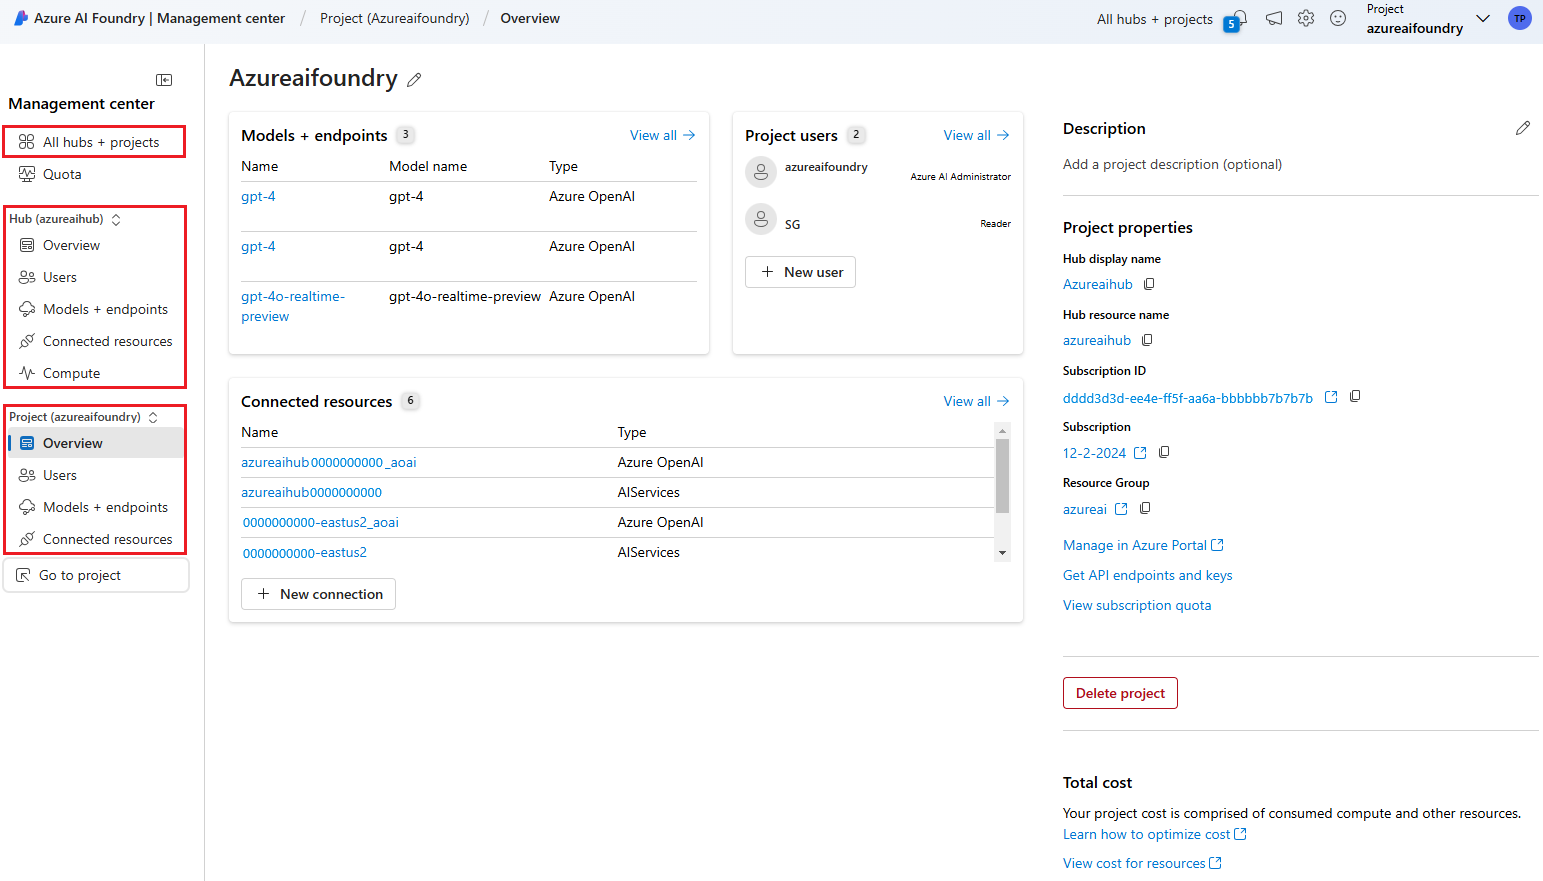 Azure AI Foundry | Management center / Project (Azureaifoundry) / Overview
All hubs + projects
5
Project
azureaifoundry
TP
Management center
All hubs + projects
Quota
Hub (azureaihub)
Overview
Users
Models + endpoints
Connected resources
Compute
Project (azureaifoundry)
Overview
Users
Models + endpoints
Connected resources
Go to project
Azureaifoundry
Models + endpoints 3 View all
Name Model name Type
gpt-4 gpt-4 Azure OpenAI
gpt-4 gpt-4 Azure OpenAI
gpt-4o-realtime- gpt-4o-realtime-preview Azure OpenAI
preview
Project users 2 View all
azureaifoundry
Azure AI Administrator
SG Reader
New user
Connected resources 6 View all
Name Type
azureaihub0000000000_aoai Azure OpenAI
azureaihub0000000000 AIServices
0000000000-eastus2_aoai Azure OpenAI
0000000000-eastus2 AIServices
New connection
Description
Add a project description (optional)
Project properties
Hub display name
Azureaihub
Hub resource name
azureaihub
Subscription ID
dddd3d3d-ee4e-ff5f-aa6a-bbbbbb7b7b7b
Subscription
12-2-2024
Resource Group
azureai
Manage in Azure Portal
Get API endpoints and keys
View subscription quota
Delete project
Total cost
Your project cost is comprised of consumed compute and other resources.
Learn how to optimize cost
View cost for resources